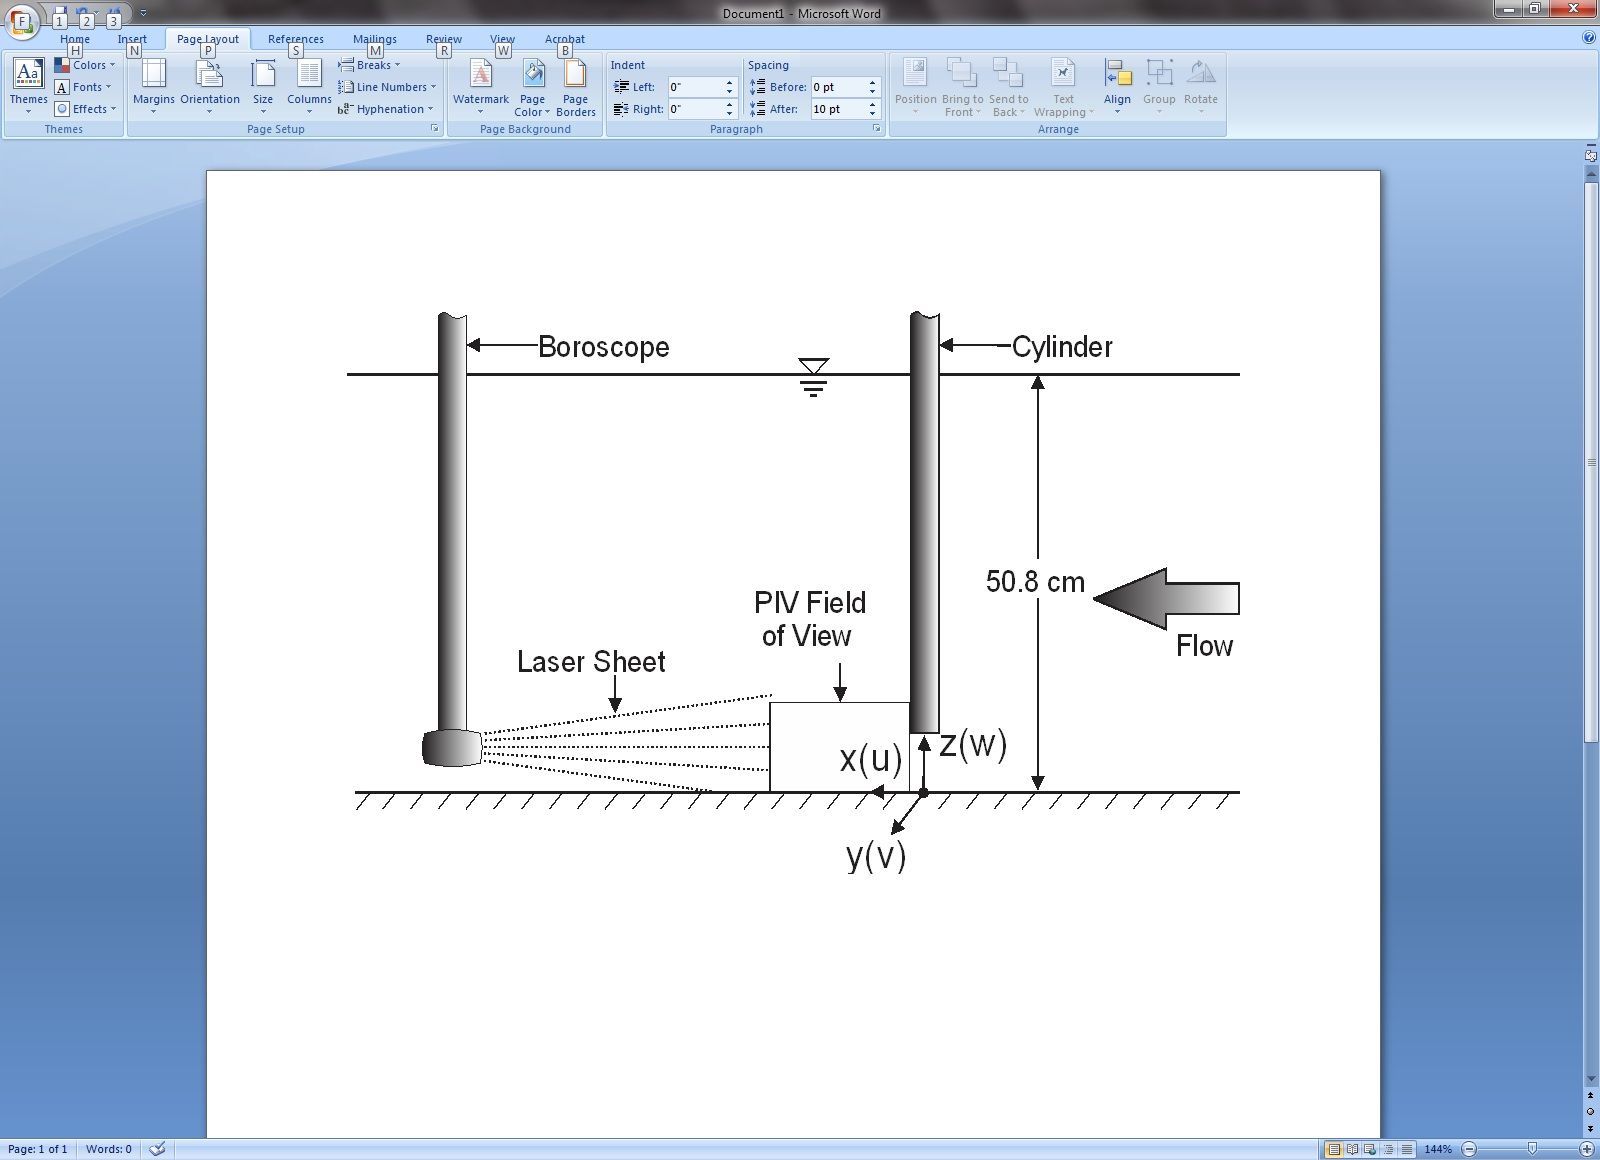 Document1 - Microsoft Word
F 1 2 3
Home Insert Page Layout References Mailings Review View Acrobat
H N P S M R W B
Aa Themes
Colors
A Fonts
Effects
Themes
Margins Orientation Size Columns
Breaks
Line Numbers
Hyphenation
Page Setup
Watermark Page Color Page Borders
Page Background
Indent Spacing
Left: 0" Before: 0 pt
Right: 0" After: 10 pt
Paragraph
Position Bring to Front Send to Back Text Wrapping Align Group Rotate
Arrange
Boroscope
Cylinder
50.8 cm
PIV Field
of View
Flow
Laser Sheet
x(u)
z(w)
y(v)
Page: 1 of 1 Words: 0 144%